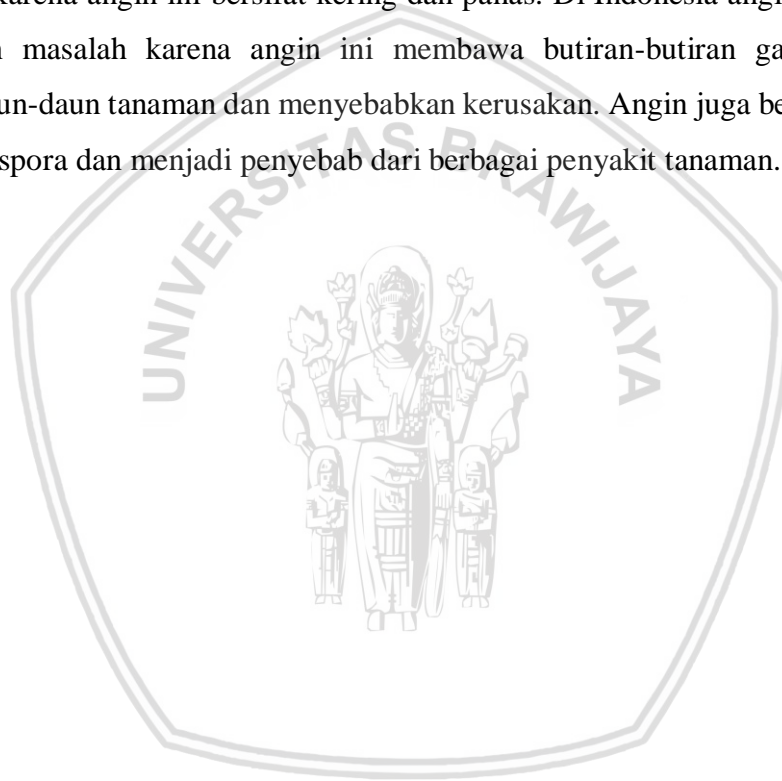 karena angin ini bersifat kering dan panas. Di Indonesia angi
masalah karena angin ini membawa butiran-butiran ga
un-daun tanaman dan menyebabkan kerusakan. Angin juga be
spora dan menjadi penyebab dari berbagai penyakit tanaman.
UNIVERSITAS BRAWIJAYA